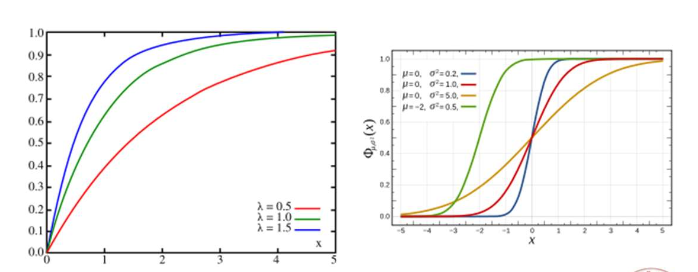 1.0
0.9
0.8
0.7
0.6
0.5
0.4
0.3
0.2
0.1
0.0
λ = 0.5
λ = 1.0
λ = 1.5
x
0 1 2 3 4 5
1.0
0.8
0.6
0.4
0.2
0.0
Φμ,σ²(x)
μ=0, σ²=0.2,
μ=0, σ²=1.0,
μ=0, σ²=5.0,
μ=−2, σ²=0.5,
−5 −4 −3 −2 −1 0 1 2 3 4 5
x